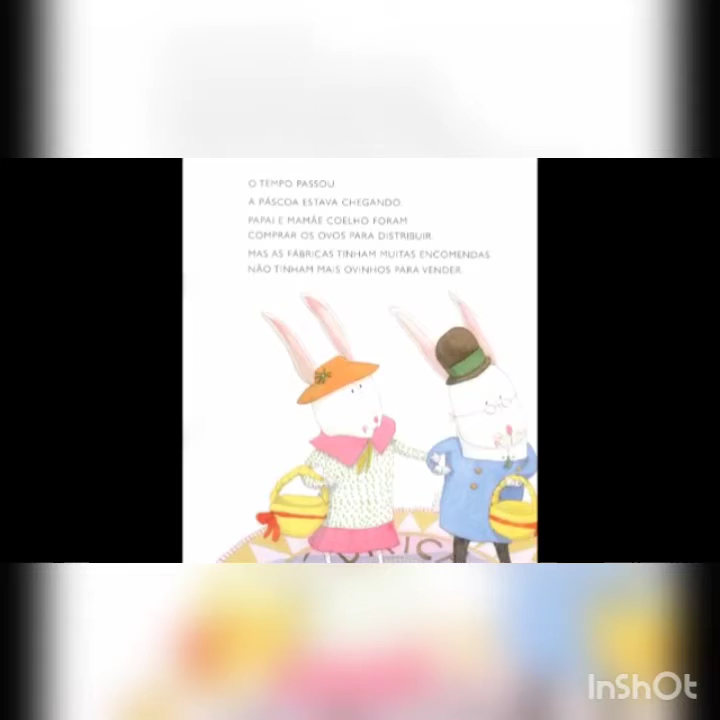 O TEMPO PASSOU.
A PÁSCOA ESTAVA CHEGANDO.
PAPAI E MAMÃE COELHO FORAM
COMPRAR OS OVOS PARA DISTRIBUIR.
MAS AS FÁBRICAS TINHAM MUITAS ENCOMENDAS.
NÃO TINHAM MAIS OVINHOS PARA VENDER.
InShOt